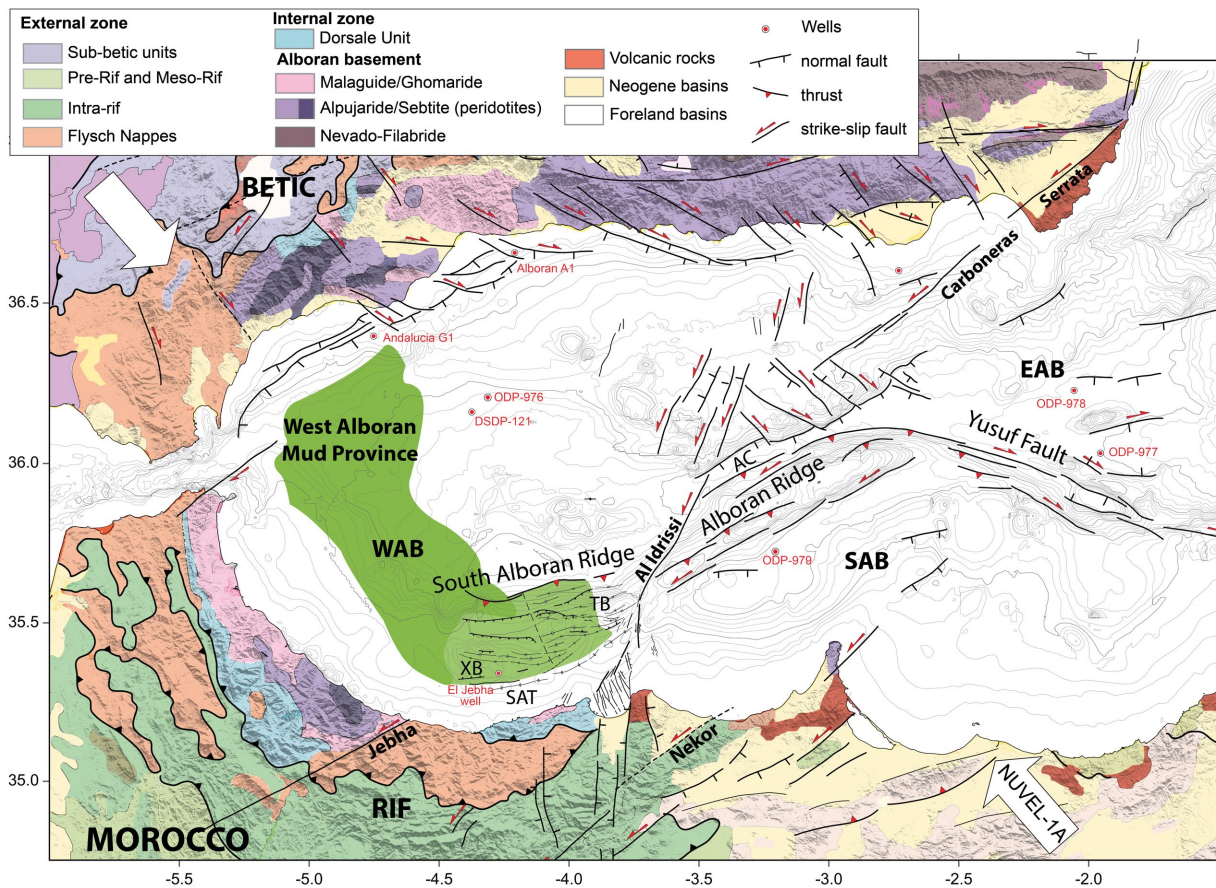 External zone
Sub-betic units
Pre-Rif and Meso-Rif
Intra-rif
Flysch Nappes
Internal zone
Dorsale Unit
Alboran basement
Malaguide/Ghomaride
Alpujaride/Sebtite (peridotites)
Nevado-Filabride
Volcanic rocks
Neogene basins
Foreland basins
Wells
normal fault
thrust
strike-slip fault
BETIC
Serrata
Alboran A1
Carboneras
36.5
Andalucia G1
EAB
ODP-976
ODP-978
DSDP-121
West Alboran
Mud Province
Yusuf Fault
ODP-977
36.0
AC
Alboran Ridge
Al Idrissi
WAB
ODP-979
SAB
South Alboran Ridge
TB
35.5
XB
El Jebha
well
SAT
Jebha
Nekor
35.0
RIF
NUVEL-1A
MOROCCO
-5.5
-5.0
-4.5
-4.0
-3.5
-3.0
-2.5
-2.0